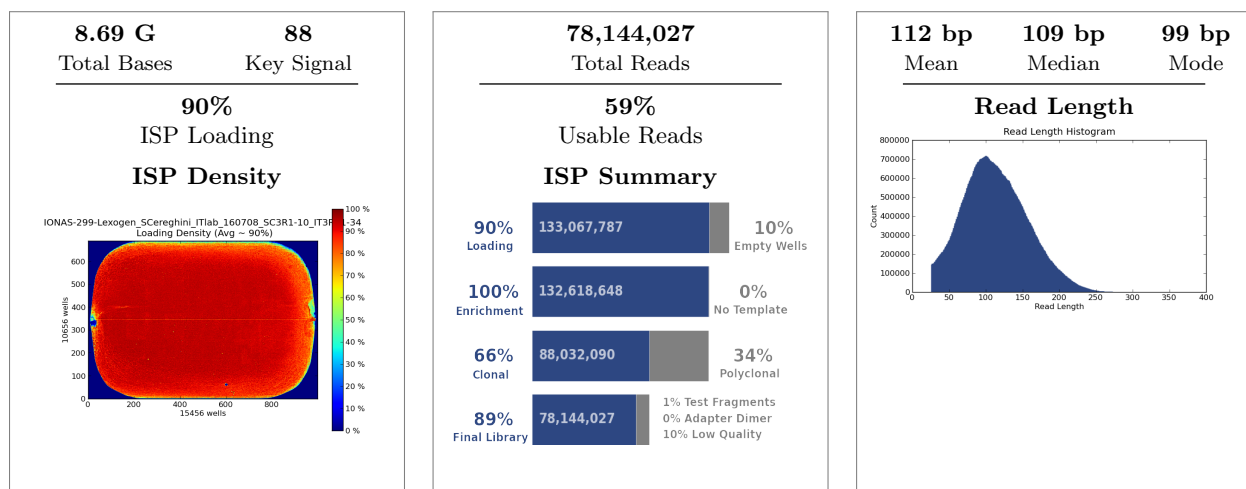 8.69 G
Total Bases
88
Key Signal
90%
ISP Loading
ISP Density
IONAS-299-Lexogen_SCereghini_ITlab_160708_SC3R1-10_IT3R
1-34
Loading Density (Avg ~ 90%)
10656 wells
600
500
400
300
200
100
0
0
200
400
600
800
15456 wells
100 %
90 %
80 %
70 %
60 %
50 %
40 %
30 %
20 %
10 %
0 %
78,144,027
Total Reads
59%
Usable Reads
ISP Summary
90%
Loading
133,067,787
10%
Empty Wells
100%
Enrichment
132,618,648
0%
No Template
66%
Clonal
88,032,090
34%
Polyclonal
89%
Final Library
78,144,027
1% Test Fragments
0% Adapter Dimer
10% Low Quality
112 bp
Mean
109 bp
Median
99 bp
Mode
Read Length
Read Length Histogram
Count
800000
700000
600000
500000
400000
300000
200000
100000
0
0
50
100
150
200
250
300
350
400
Read Length